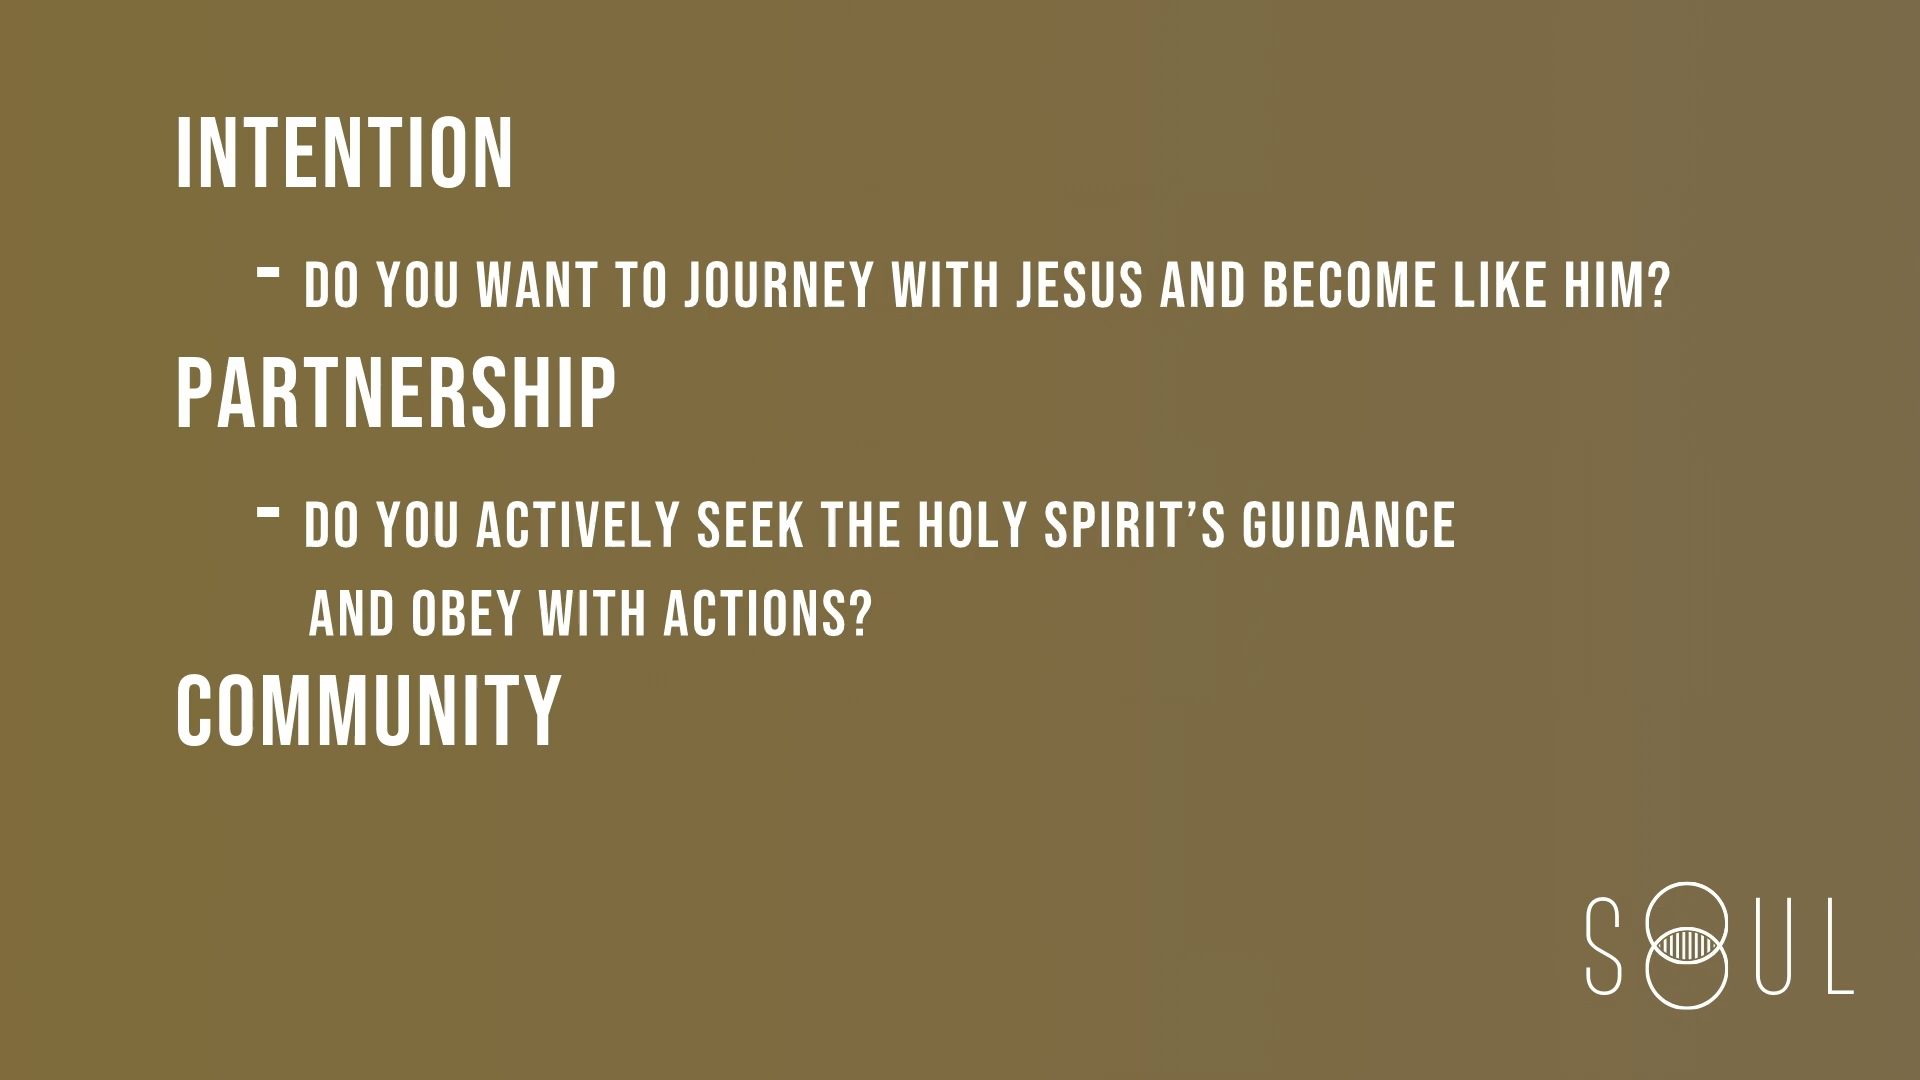 INTENTION
- DO YOU WANT TO JOURNEY WITH JESUS AND BECOME LIKE HIM?
PARTNERSHIP
- DO YOU ACTIVELY SEEK THE HOLY SPIRIT’S GUIDANCE
AND OBEY WITH ACTIONS?
COMMUNITY
SOUL